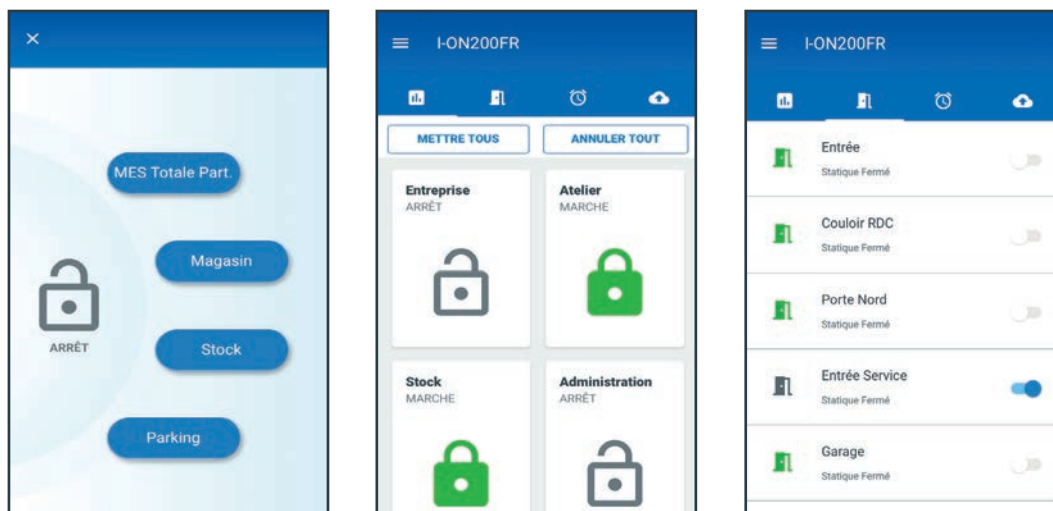 MES Totale Part.
Magasin
ARRÊT
Stock
Parking
I-ON200FR
METTRE TOUS
ANNULER TOUT
Entreprise
ARRÊT
Atelier
MARCHE
Stock
MARCHE
Administration
ARRÊT
I-ON200FR
Entrée
Statique Fermé
Couloir RDC
Statique Fermé
Porte Nord
Statique Fermé
Entrée Service
Statique Fermé
Garage
Statique Fermé